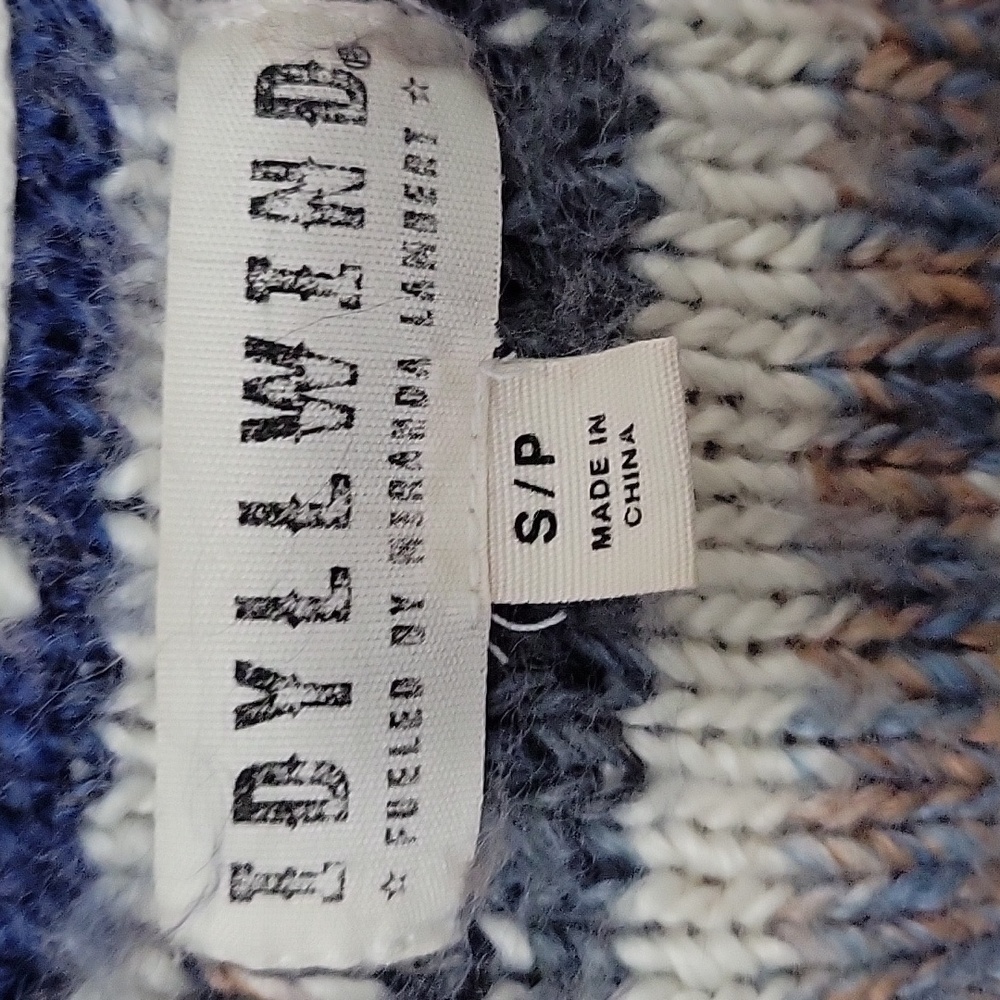 IDYLLWIND®
☆ FUELED BY MIRANDA LAMBERT ☆
S/P
MADE IN
CHINA